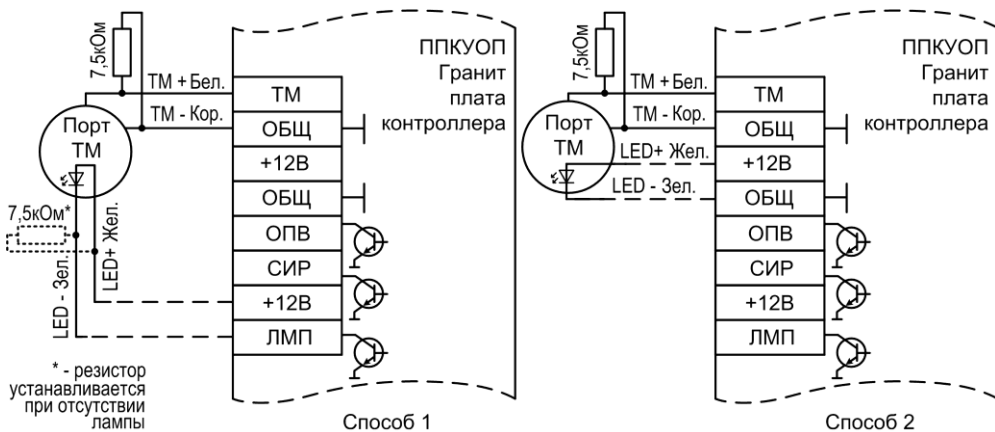 7,5кОм
ТМ + Бел.
ТМ - Кор.
Порт
ТМ
7,5кОм*
LED - Зел.
LED+ Жел.
* - резистор
устанавливается
при отсутствии
лампы
ППКУОП
Гранит
плата
контроллера
ТМ
ОБЩ
+12В
ОБЩ
ОПВ
СИР
+12В
ЛМП
Способ 1
7,5кОм
ТМ + Бел.
ТМ - Кор.
Порт
ТМ
LED+ Жел.
LED - Зел.
ППКУОП
Гранит
плата
контроллера
ТМ
ОБЩ
+12В
ОБЩ
ОПВ
СИР
+12В
ЛМП
Способ 2